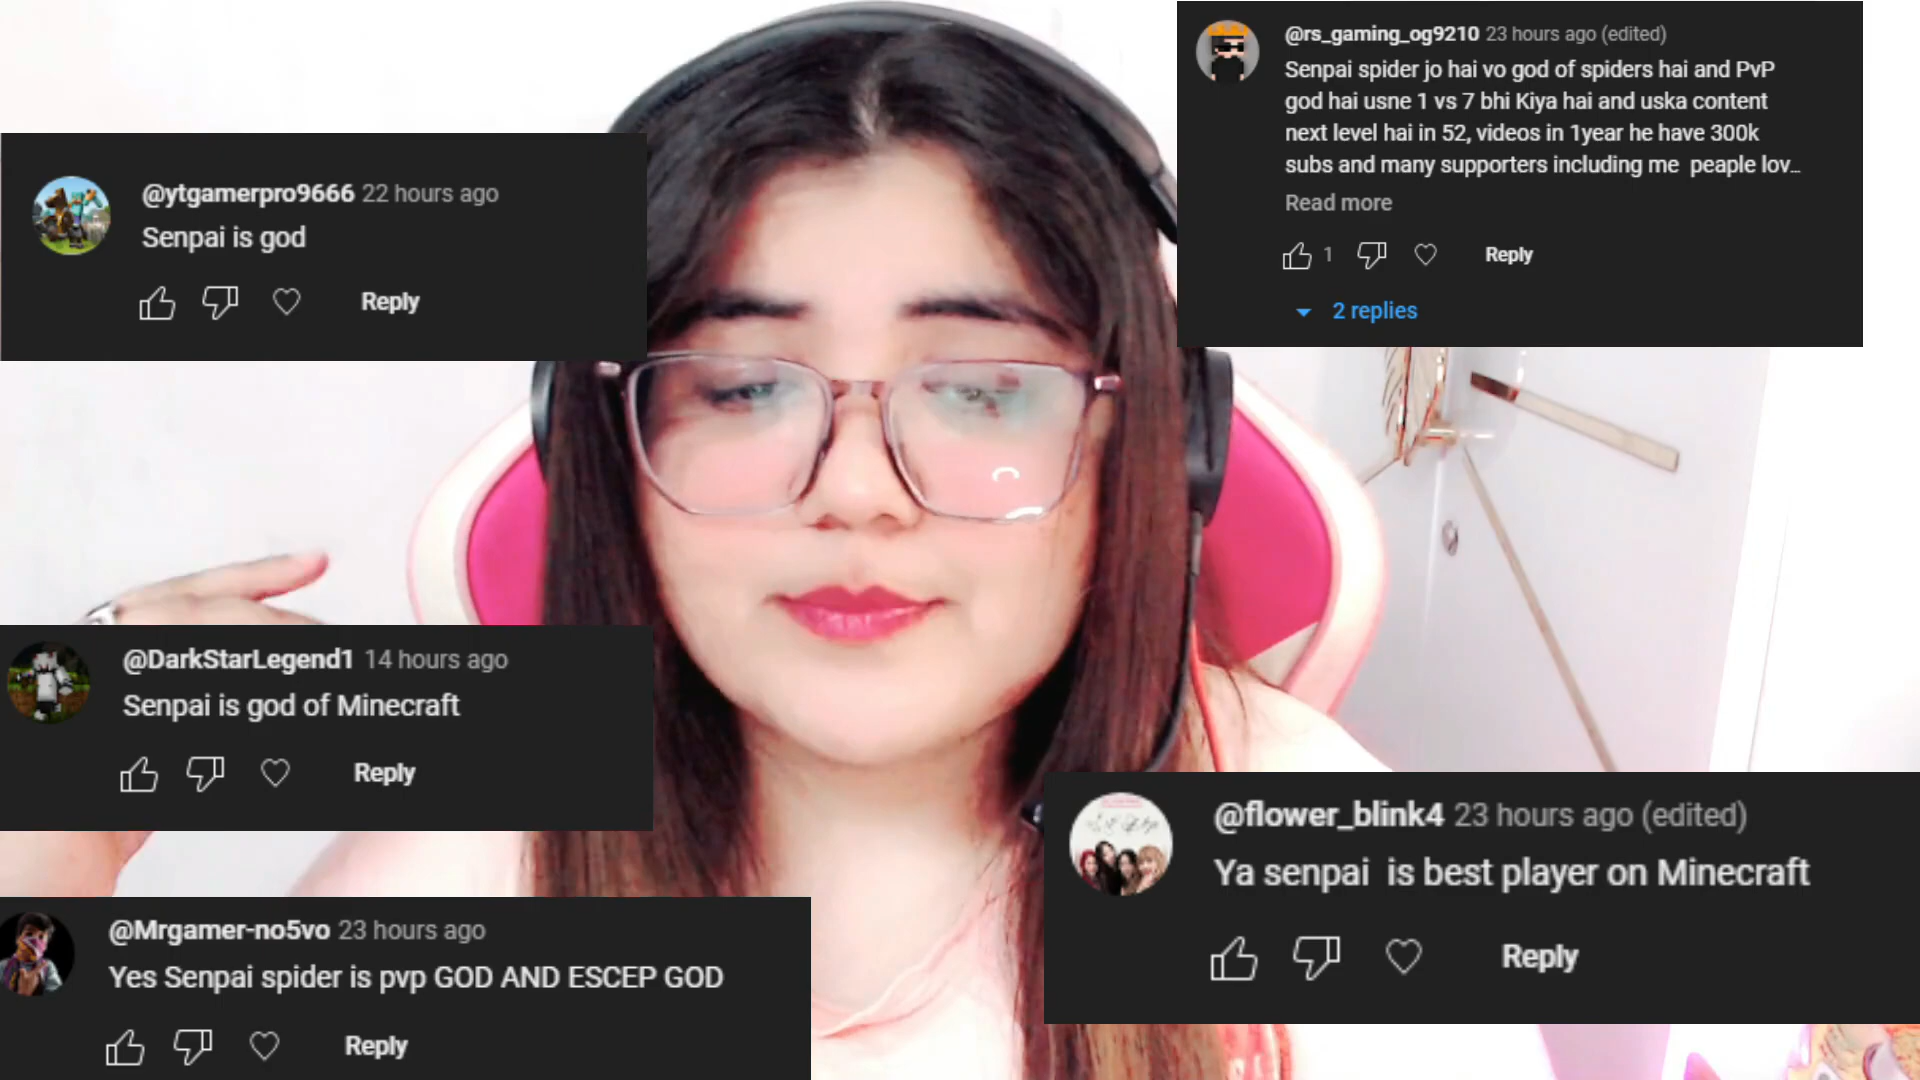 @ytgamerpro9666 22 hours ago
Senpai is god
Reply
@rs_gaming_og9210 23 hours ago (edited)
Senpai spider jo hai vo god of spiders hai and PvP
god hai usne 1 vs 7 bhi Kiya hai and uska content
next level hai in 52, videos in 1year he have 300k
subs and many supporters including me  peaple lov...
Read more
1 Reply
2 replies
@DarkStarLegend1 14 hours ago
Senpai is god of Minecraft
Reply
@flower_blink4 23 hours ago (edited)
Ya senpai  is best player on Minecraft
Reply
@Mrgamer-no5vo 23 hours ago
Yes Senpai spider is pvp GOD AND ESCEP GOD
Reply